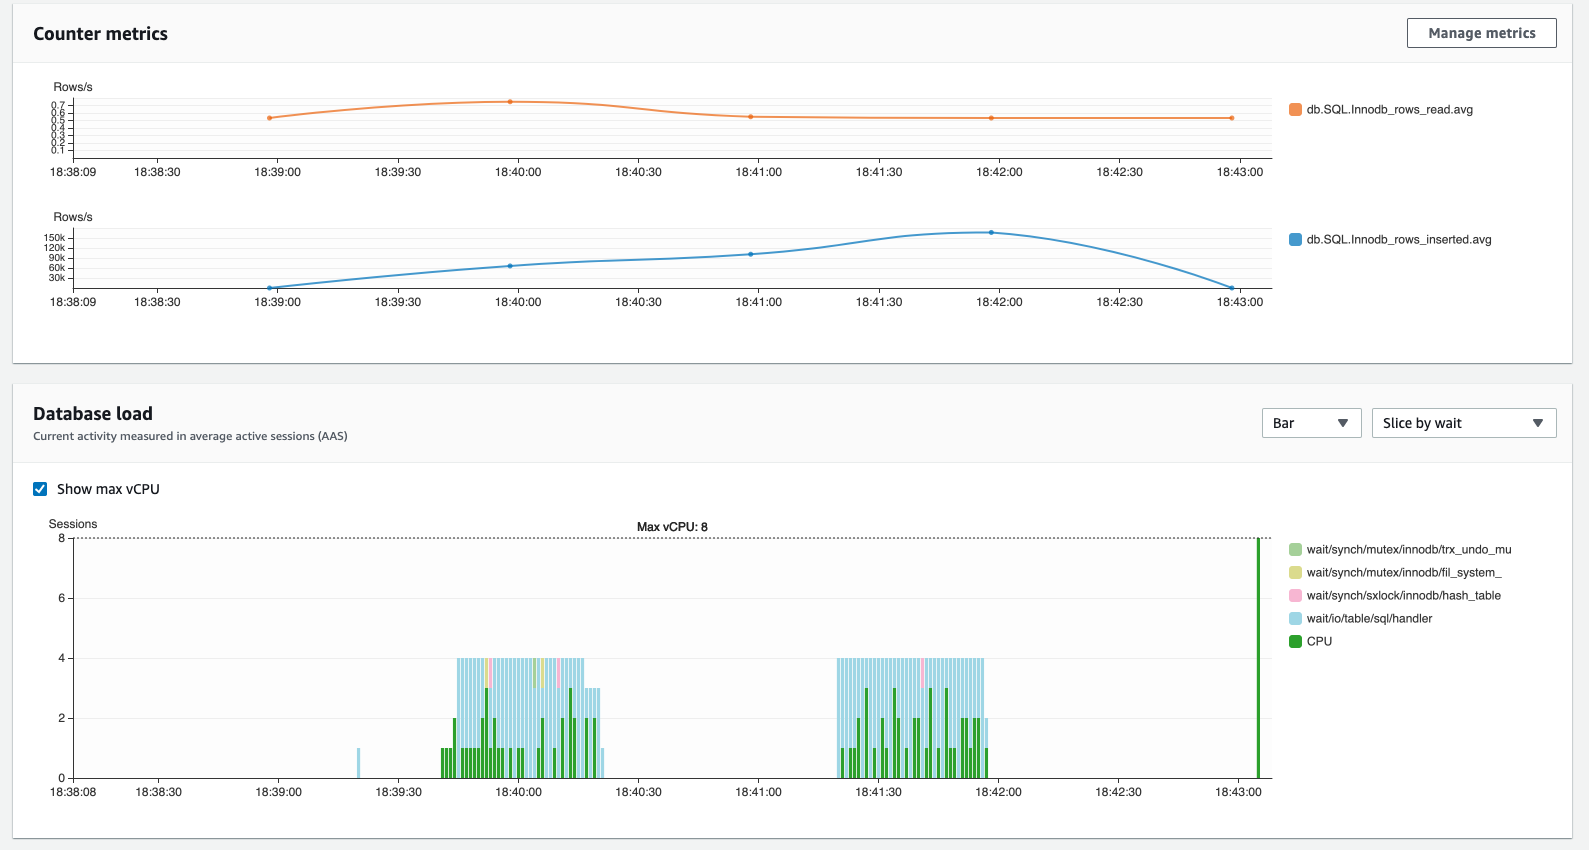 Counter metrics
Manage metrics
Rows/s
0.7
0.6
0.5
0.4
0.3
0.2
0.1
18:38:09 18:38:30 18:39:00 18:39:30 18:40:00 18:40:30 18:41:00 18:41:30 18:42:00 18:42:30 18:43:00
db.SQL.Innodb_rows_read.avg
Rows/s
150k
120k
90k
60k
30k
18:38:09 18:38:30 18:39:00 18:39:30 18:40:00 18:40:30 18:41:00 18:41:30 18:42:00 18:42:30 18:43:00
db.SQL.Innodb_rows_inserted.avg
Database load
Current activity measured in average active sessions (AAS)
Bar
Slice by wait
Show max vCPU
Sessions
Max vCPU: 8
8
6
4
2
0
18:38:08 18:38:30 18:39:00 18:39:30 18:40:00 18:40:30 18:41:00 18:41:30 18:42:00 18:42:30 18:43:00
wait/synch/mutex/innodb/trx_undo_mu
wait/synch/mutex/innodb/fil_system_
wait/synch/sxlock/innodb/hash_table
wait/io/table/sql/handler
CPU